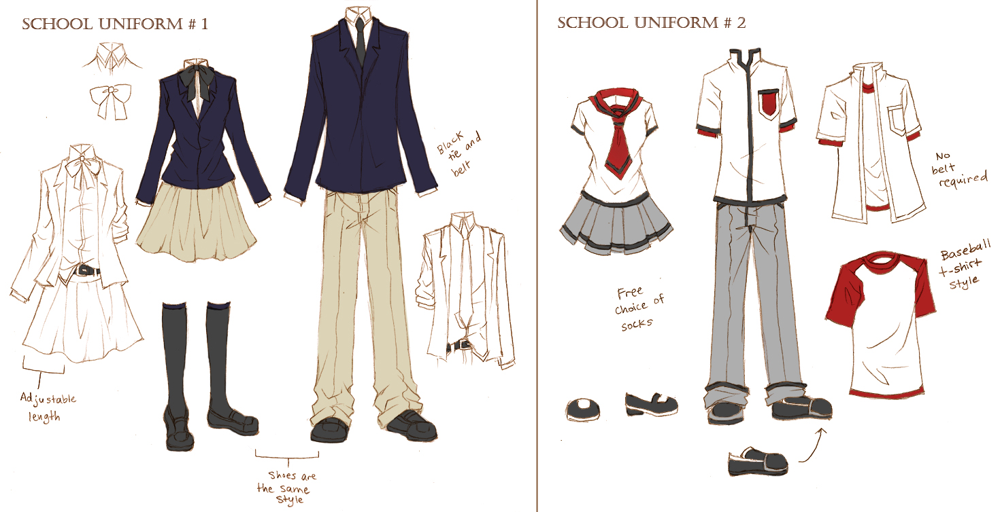 SCHOOL UNIFORM # 1
Black
tie and
belt
Adjustable
length
Shoes are
the same
style
SCHOOL UNIFORM # 2
No
belt
required
Baseball
t-shirt
style
Free
choice of
socks